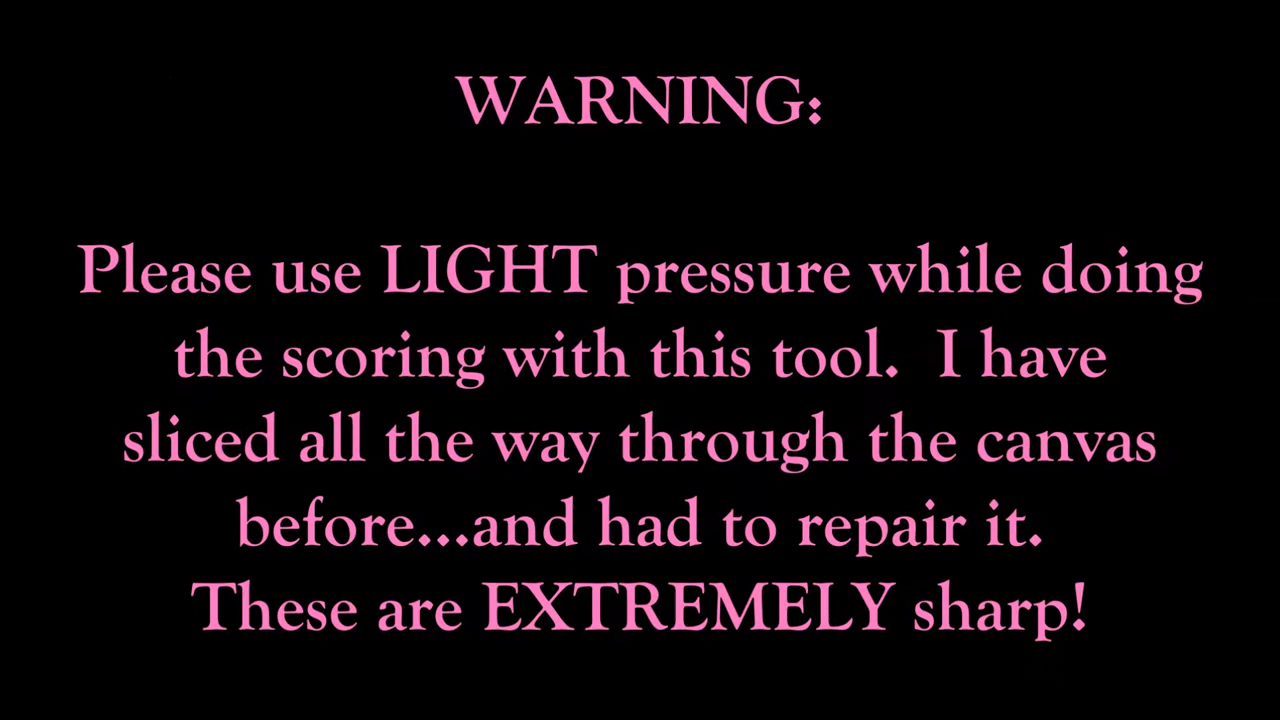 WARNING:
Please use LIGHT pressure while doing
the scoring with this tool.  I have
sliced all the way through the canvas
before...and had to repair it.
These are EXTREMELY sharp!